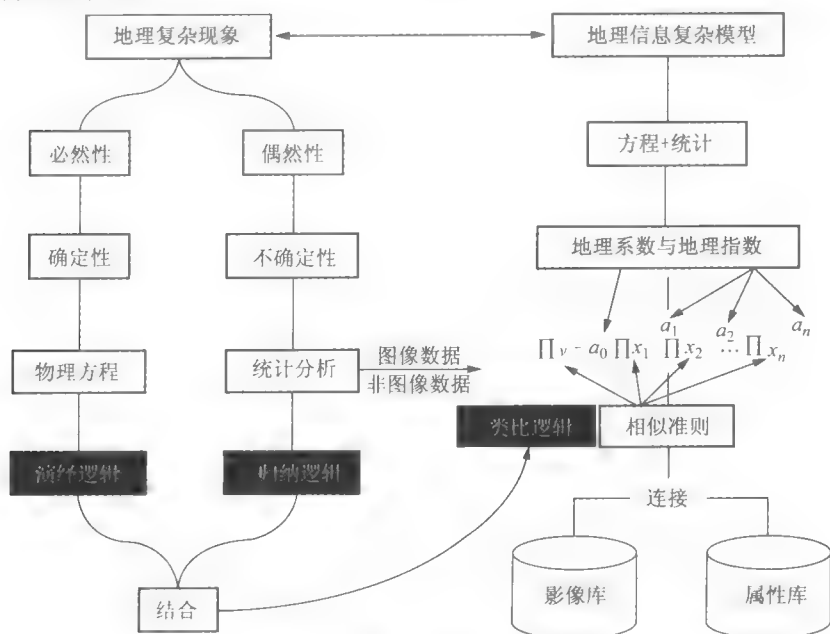 地理复杂现象
地理信息复杂模型
必然性
偶然性
方程+统计
确定性
不确定性
地理系数与地理指数
a₁ a₂ aₙ
∏y - a₀∏x₁ ∏x₂ … ∏xₙ
物理方程
统计分析
图像数据
非图像数据
演绎逻辑
归纳逻辑
类比逻辑
相似准则
连接
结合
影像库
属性库